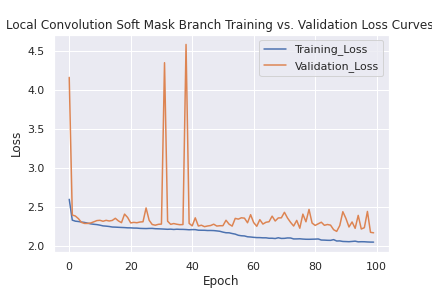 Local Convolution Soft Mask Branch Training vs. Validation Loss Curves
Training_Loss
Validation_Loss
4.5
4.0
3.5
3.0
2.5
2.0
Loss
0 20 40 60 80 100
Epoch